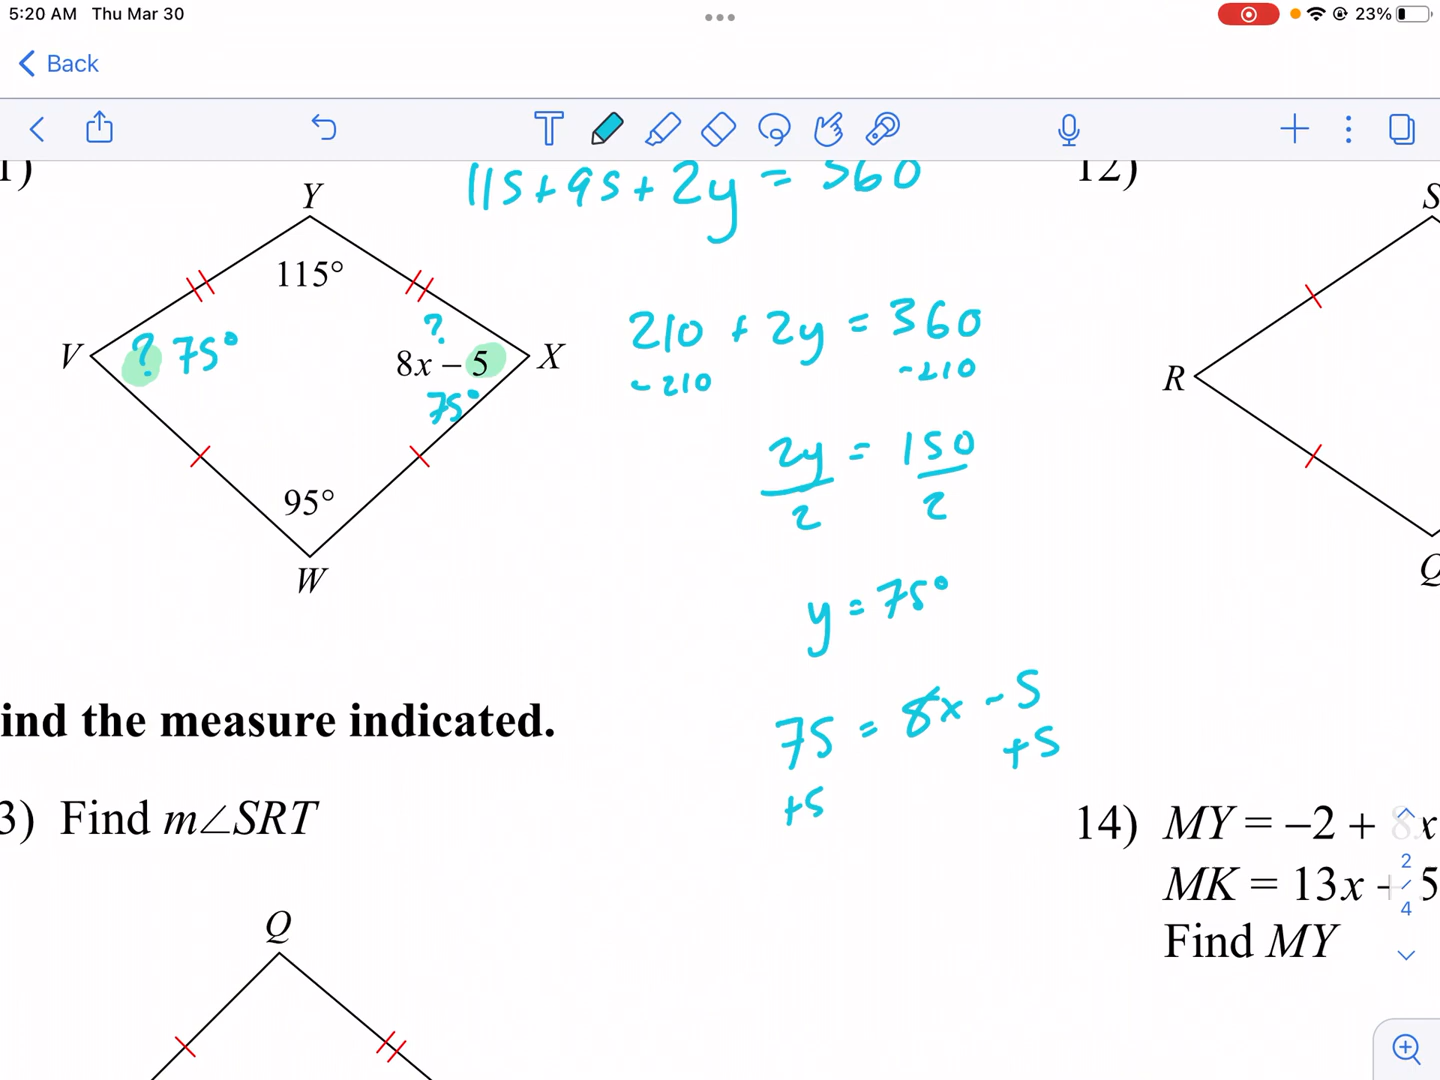 5:20 AM Thu Mar 30
23%
Back
1)
115+95+2y = 360
12)
Y
S
115°
?
210 + 2y = 360
V
? 75°
8x – 5
X
-210
-210
R
75°
2y = 150
2
2
95°
W
Q
y = 75°
75 = 8x - 5
+5
+5
ind the measure indicated.
3) Find m∠SRT
14) MY = –2 + 8x
MK = 13x + 5
Find MY
2
4
Q